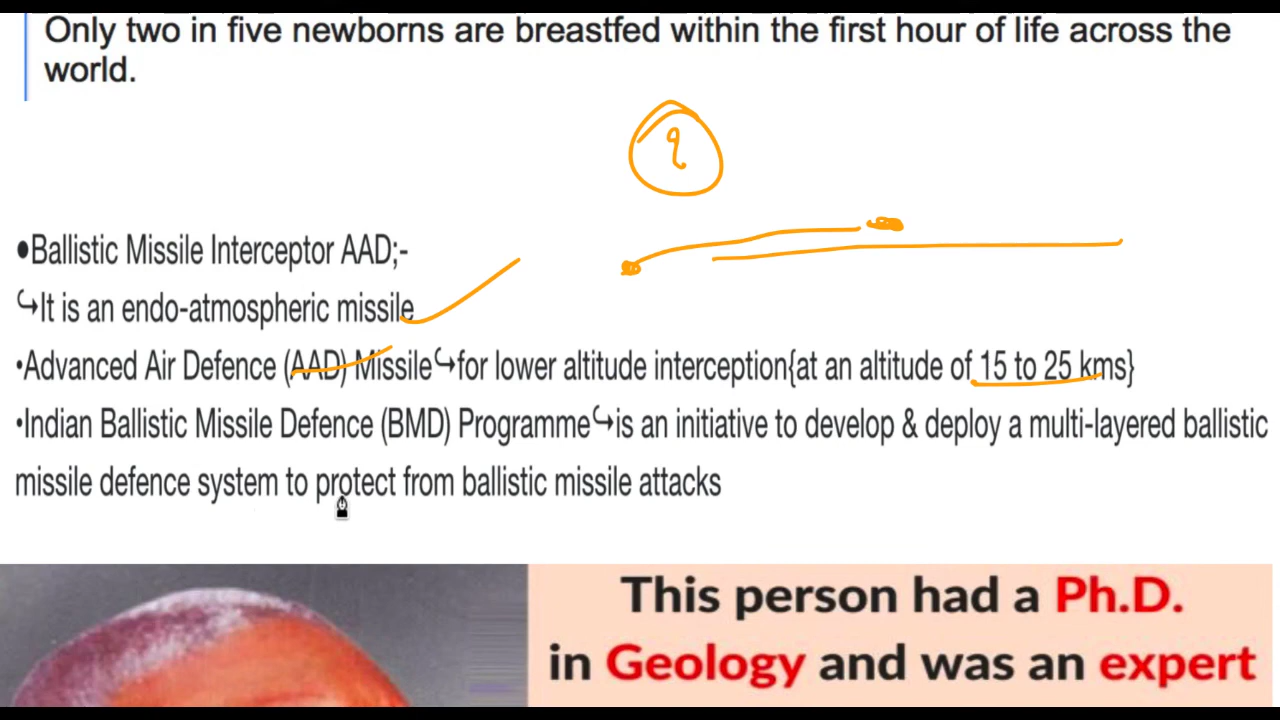 Only two in five newborns are breastfed within the first hour of life across the
world.
●Ballistic Missile Interceptor AAD;-
↪It is an endo-atmospheric missile
•Advanced Air Defence (AAD) Missile↪for lower altitude interception{at an altitude of 15 to 25 kms}
•Indian Ballistic Missile Defence (BMD) Programme↪is an initiative to develop & deploy a multi-layered ballistic
missile defence system to protect from ballistic missile attacks
This person had a Ph.D.
in Geology and was an expert